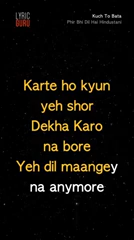 LYRIC
GURU
Kuch To Bata
Phir Bhi Dil Hai Hindustani
Karte ho kyun
yeh shor
Dekha Karo
na bore
Yeh dil maangey
na anymore